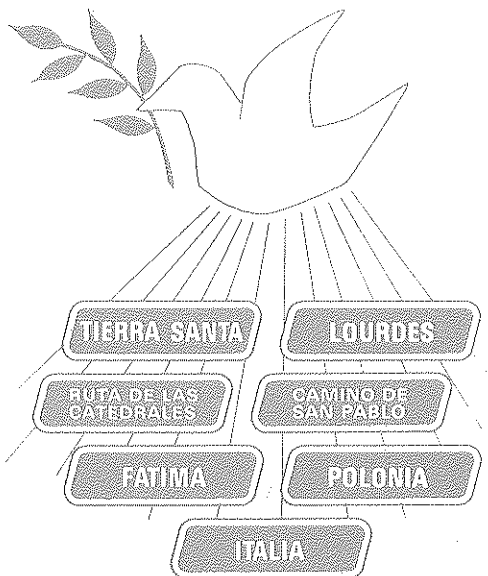 TIERRA SANTA
LOURDES
RUTA DE LAS
CATEDRALES
CAMINO DE
SAN PABLO
FATIMA
POLONIA
ITALIA